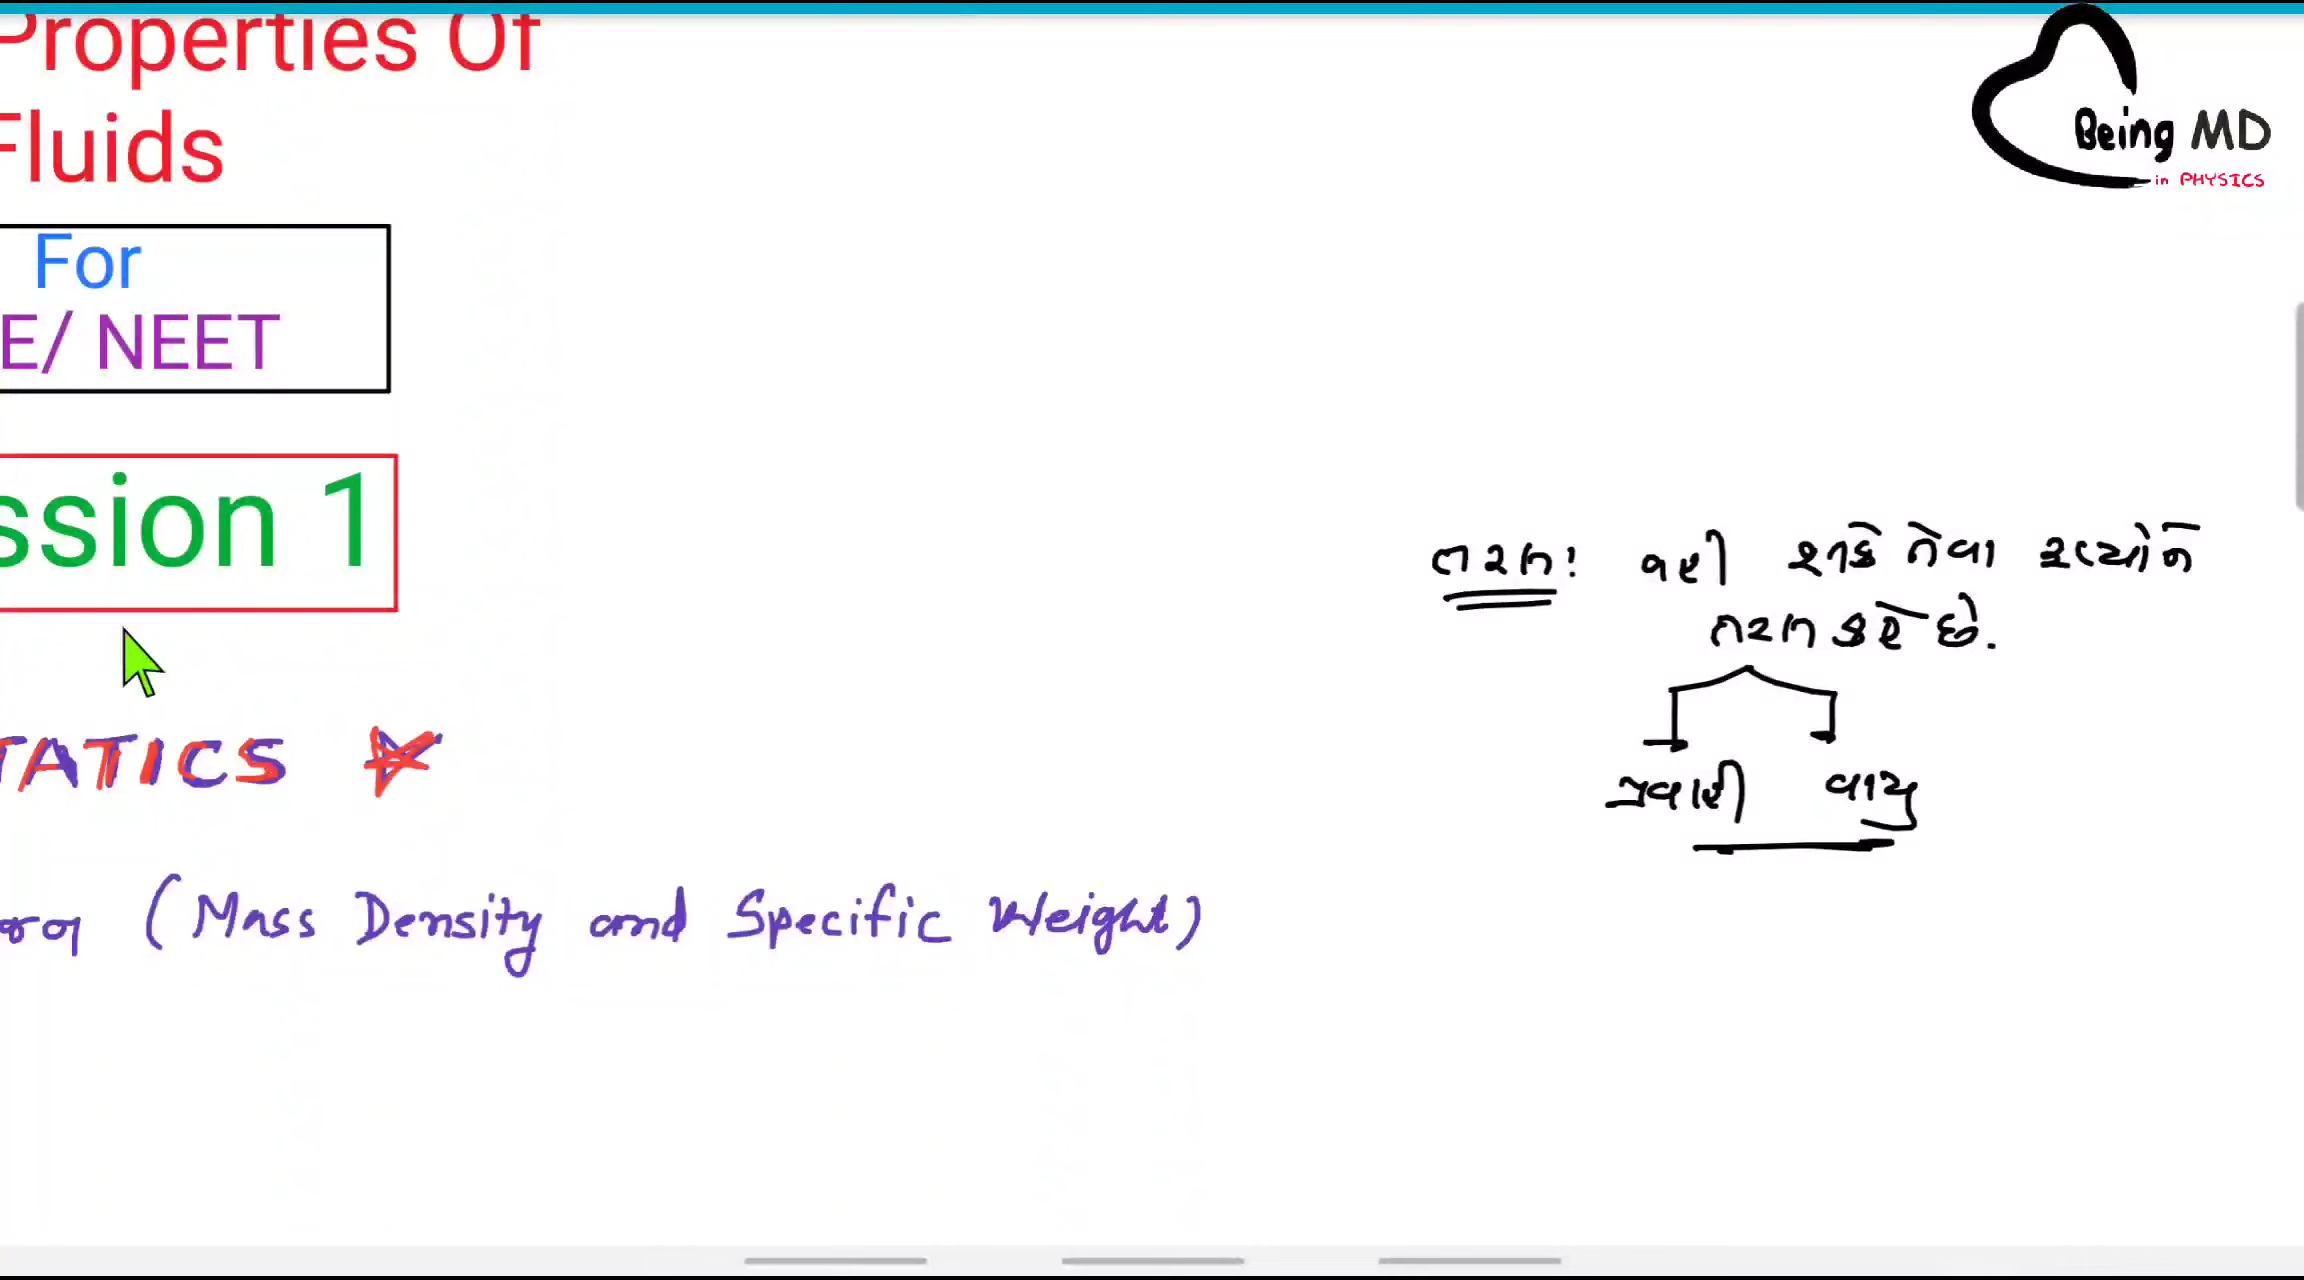 Properties Of
Fluids
Being MD
in PHYSICS
For
E/ NEET
ssion 1
તરલ: વહી શકે તેવા દ્રવ્યોને
તરલ કહે છે.
TATICS
પ્રવાહી વાયુ
(Mass Density and Specific Weight)